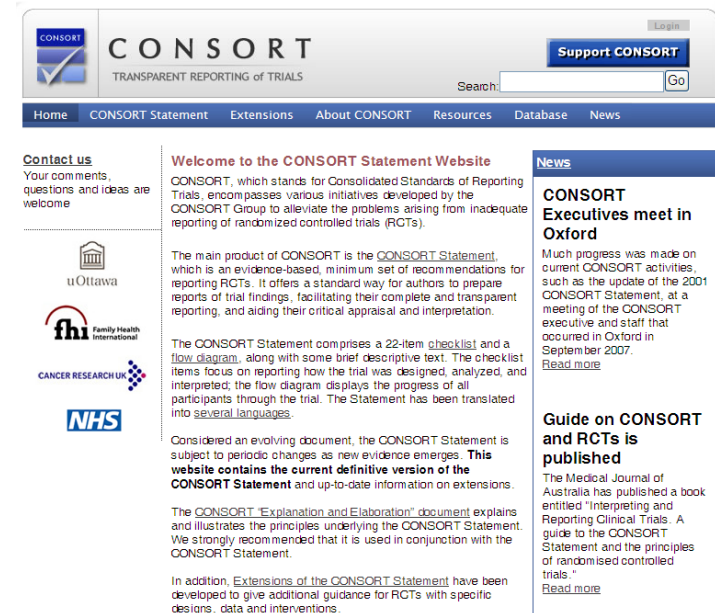 Login
CONSORT
CONSORT
TRANSPARENT REPORTING of TRIALS
Support CONSORT
Search:
Go
Home CONSORT Statement Extensions About CONSORT Resources Database News
Contact us
Your comments,
questions and ideas are
welcome
uOttawa
fhi Family Health
International
CANCER RESEARCH UK
NHS
Welcome to the CONSORT Statement Website
CONSORT, which stands for Consolidated Standards of Reporting
Trials, encompasses various initiatives developed by the
CONSORT Group to alleviate the problems arising from inadequate
reporting of randomized controlled trials (RCTs).
The main product of CONSORT is the CONSORT Statement,
which is an evidence-based, minimum set of recommendations for
reporting RCTs. It offers a standard way for authors to prepare
reports of trial findings, facilitating their complete and transparent
reporting, and aiding their critical appraisal and interpretation.
The CONSORT Statement comprises a 22-item checklist and a
flow diagram, along with some brief descriptive text. The checklist
items focus on reporting how the trial was designed, analyzed, and
interpreted; the flow diagram displays the progress of all
participants through the trial. The Statement has been translated
into several languages.
Considered an evolving document, the CONSORT Statement is
subject to periodic changes as new evidence emerges. This
website contains the current definitive version of the
CONSORT Statement and up-to-date information on extensions.
The CONSORT "Explanation and Elaboration" document explains
and illustrates the principles underlying the CONSORT Statement.
We strongly recommended that it is used in conjunction with the
CONSORT Statement.
In addition, Extensions of the CONSORT Statement have been
developed to give additional guidance for RCTs with specific
designs, data and interventions.
News
CONSORT
Executives meet in
Oxford
Much progress was made on
current CONSORT activities,
such as the update of the 2001
CONSORT Statement, at a
meeting of the CONSORT
executive and staff that
occurred in Oxford in
September 2007.
Read more
Guide on CONSORT
and RCTs is
published
The Medical Journal of
Australia has published a book
entitled "Interpreting and
Reporting Clinical Trials. A
guide to the CONSORT
Statement and the principles
of randomised controlled
trials."
Read more